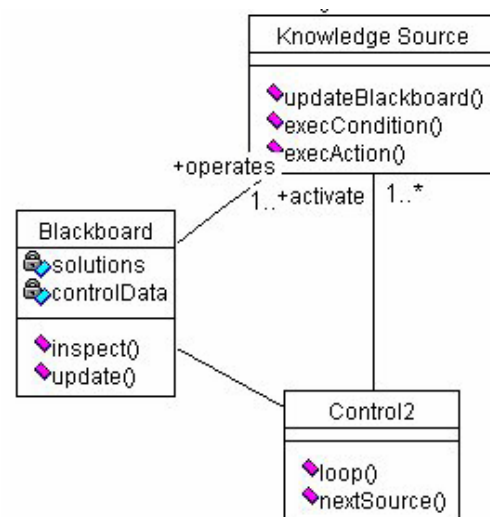 Knowledge Source
updateBlackboard()
execCondition()
execAction()
+operates
1..
+activate
1..*
Blackboard
solutions
controlData
inspect()
update()
Control2
loop()
nextSource()